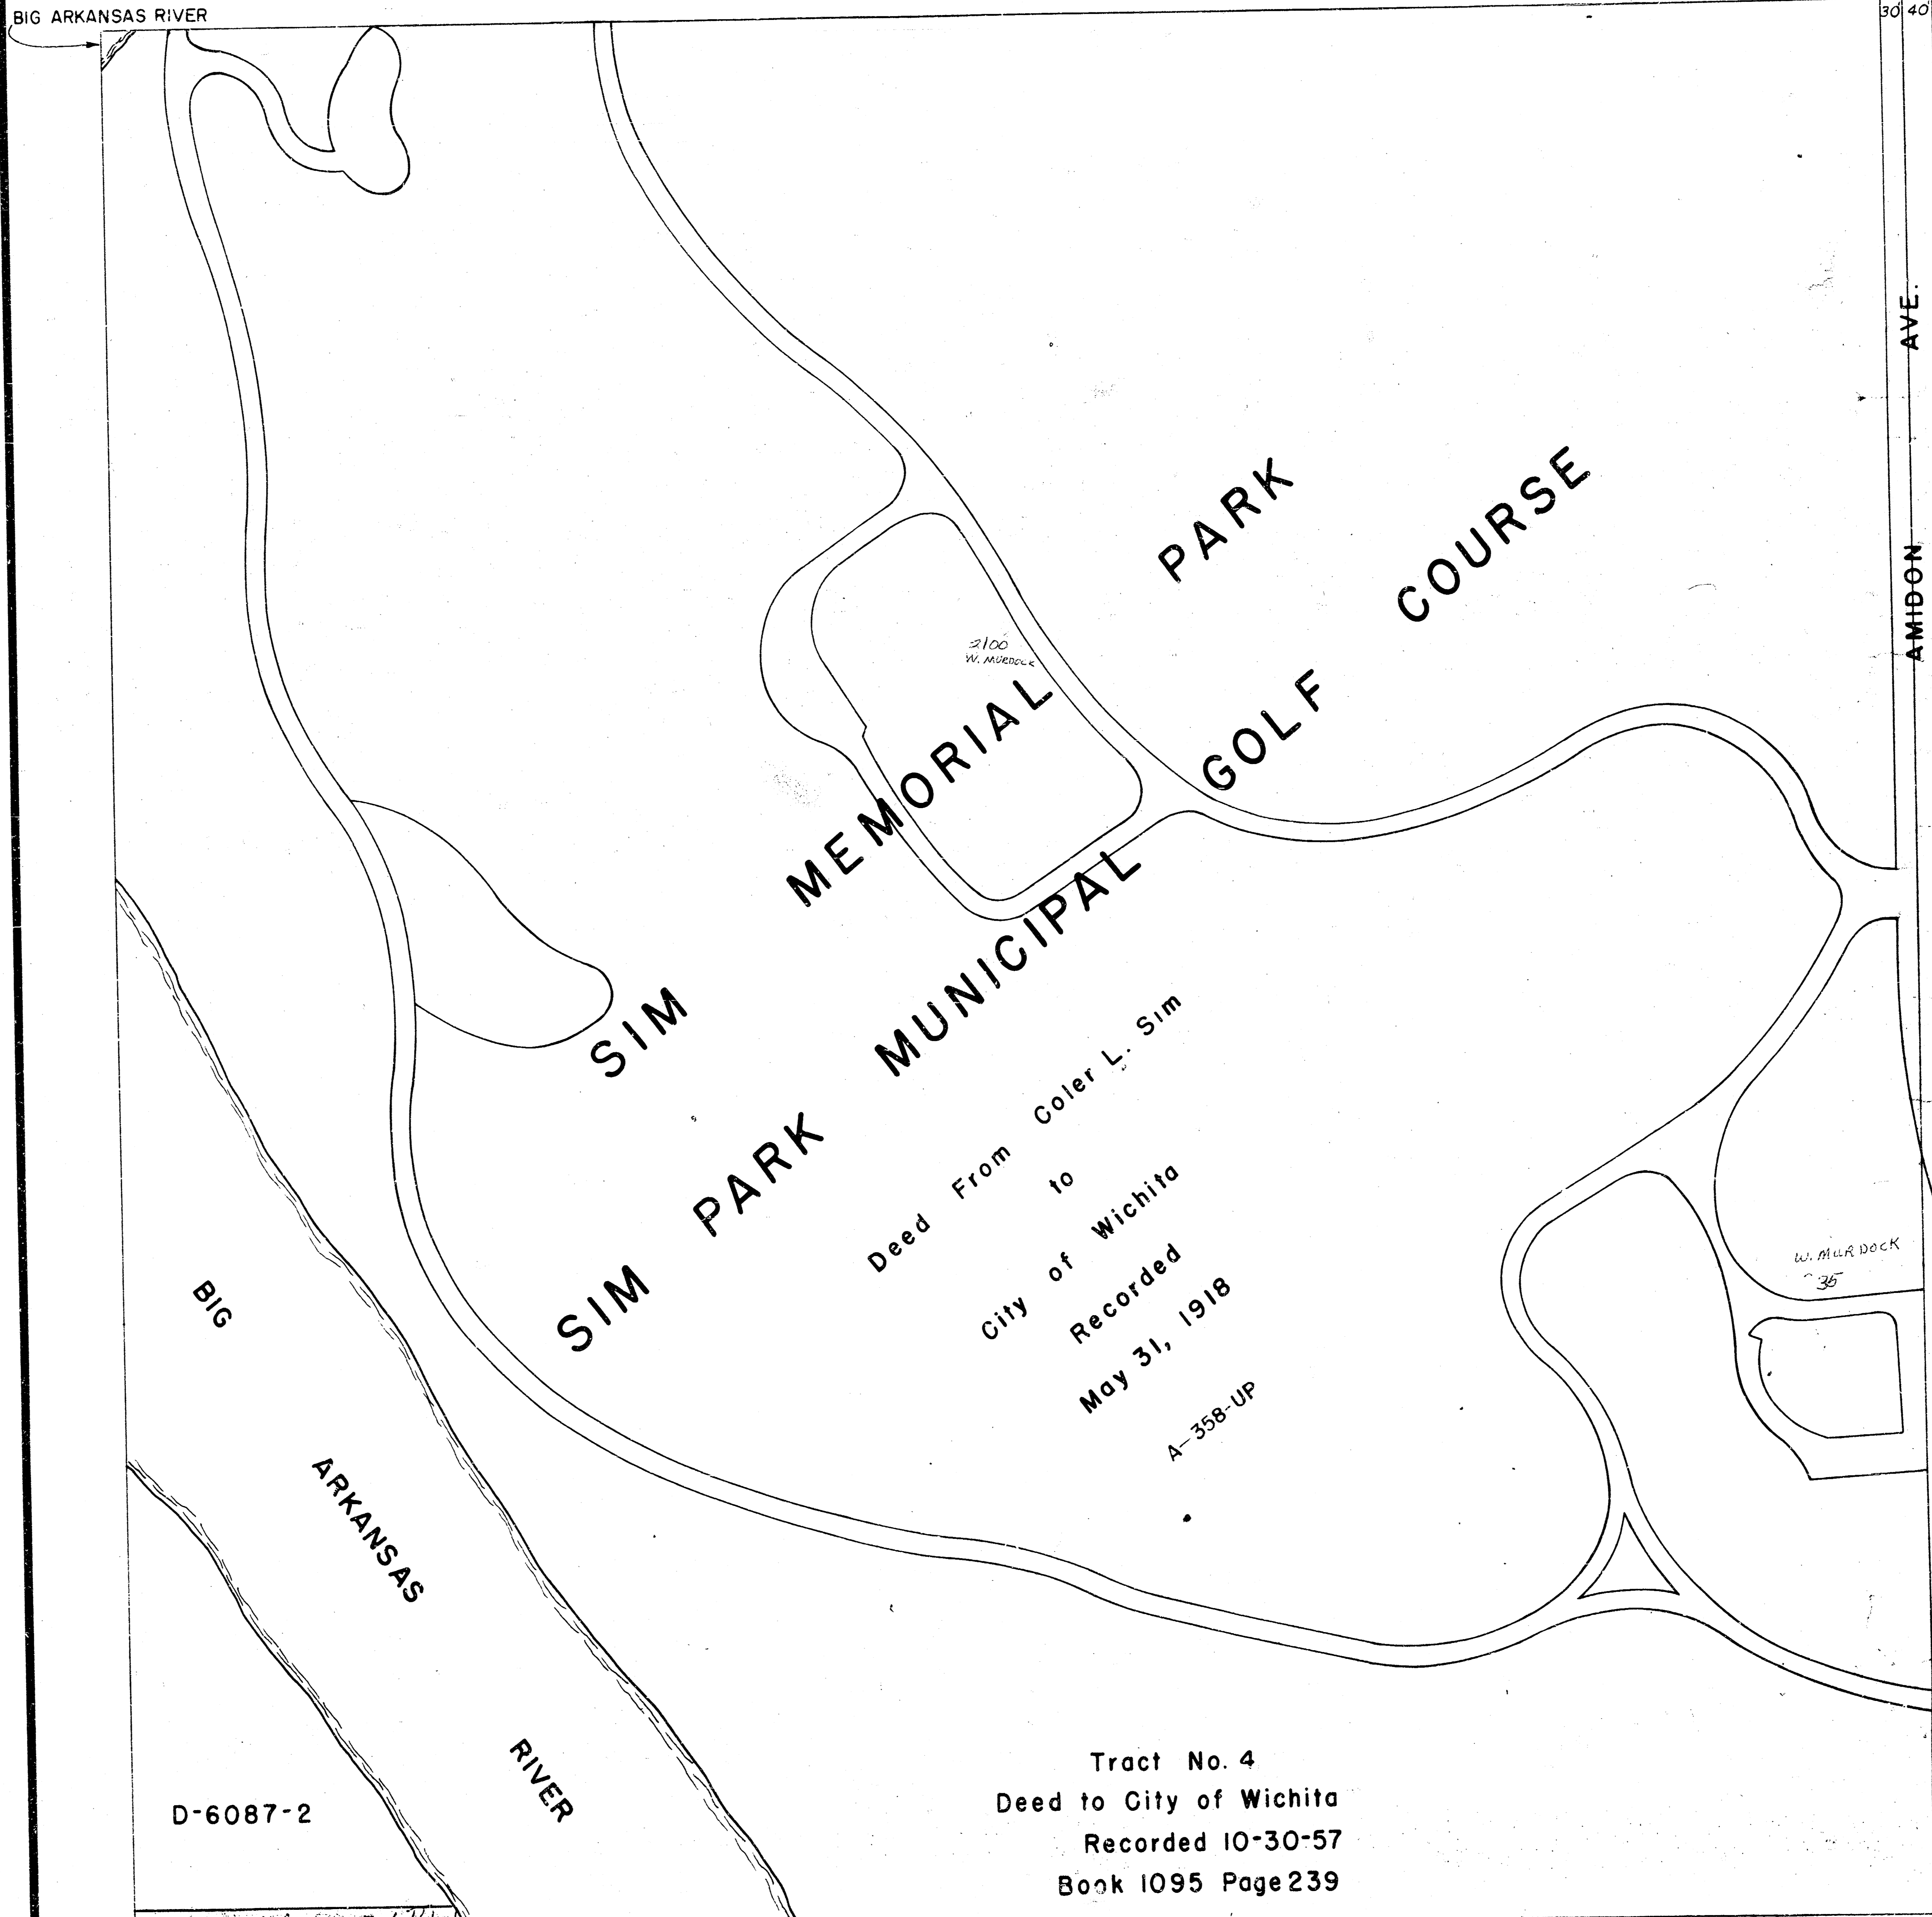 BIG ARKANSAS RIVER
30 40
AMIDON AVE.
2100
W. MURDOCK
SIM MEMORIAL PARK
SIM PARK MUNICIPAL GOLF COURSE
Deed From Coler L. Sim
to
City of Wichita
Recorded
May 31, 1918
A-358-UP
W. MURDOCK
35
BIG ARKANSAS RIVER
D-6087-2
Tract No. 4
Deed to City of Wichita
Recorded 10-30-57
Book 1095 Page 239